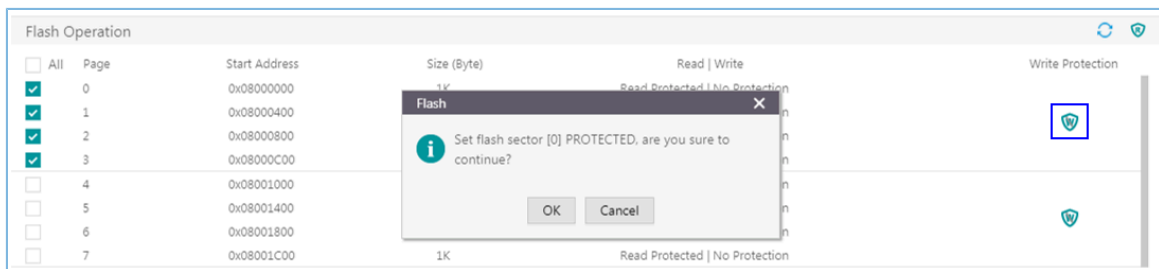 Flash Operation
All Page Start Address Size (Byte) Read | Write Write Protection
0 0x08000000 1K Read Protected | No Protection
1 0x08000400
2 0x08000800
3 0x08000C00
4 0x08001000
5 0x08001400
6 0x08001800
7 0x08001C00 1K Read Protected | No Protection
Flash
Set flash sector [0] PROTECTED, are you sure to
continue?
OK Cancel
W
W